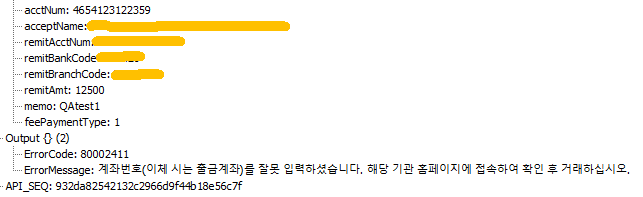 acctNum: 4654123122359
acceptName:
remitAcctNum:
remitBankCode
remitBranchCode:
remitAmt: 12500
memo: QAtest1
feePaymentType: 1
Output {} (2)
ErrorCode: 80002411
ErrorMessage: 계좌번호(이체 시는 출금계좌)를 잘못 입력하셨습니다. 해당 기관 홈페이지에 접속하여 확인 후 거래하십시오.
API_SEQ: 932da82542132c2966d9f44b18e56c7f